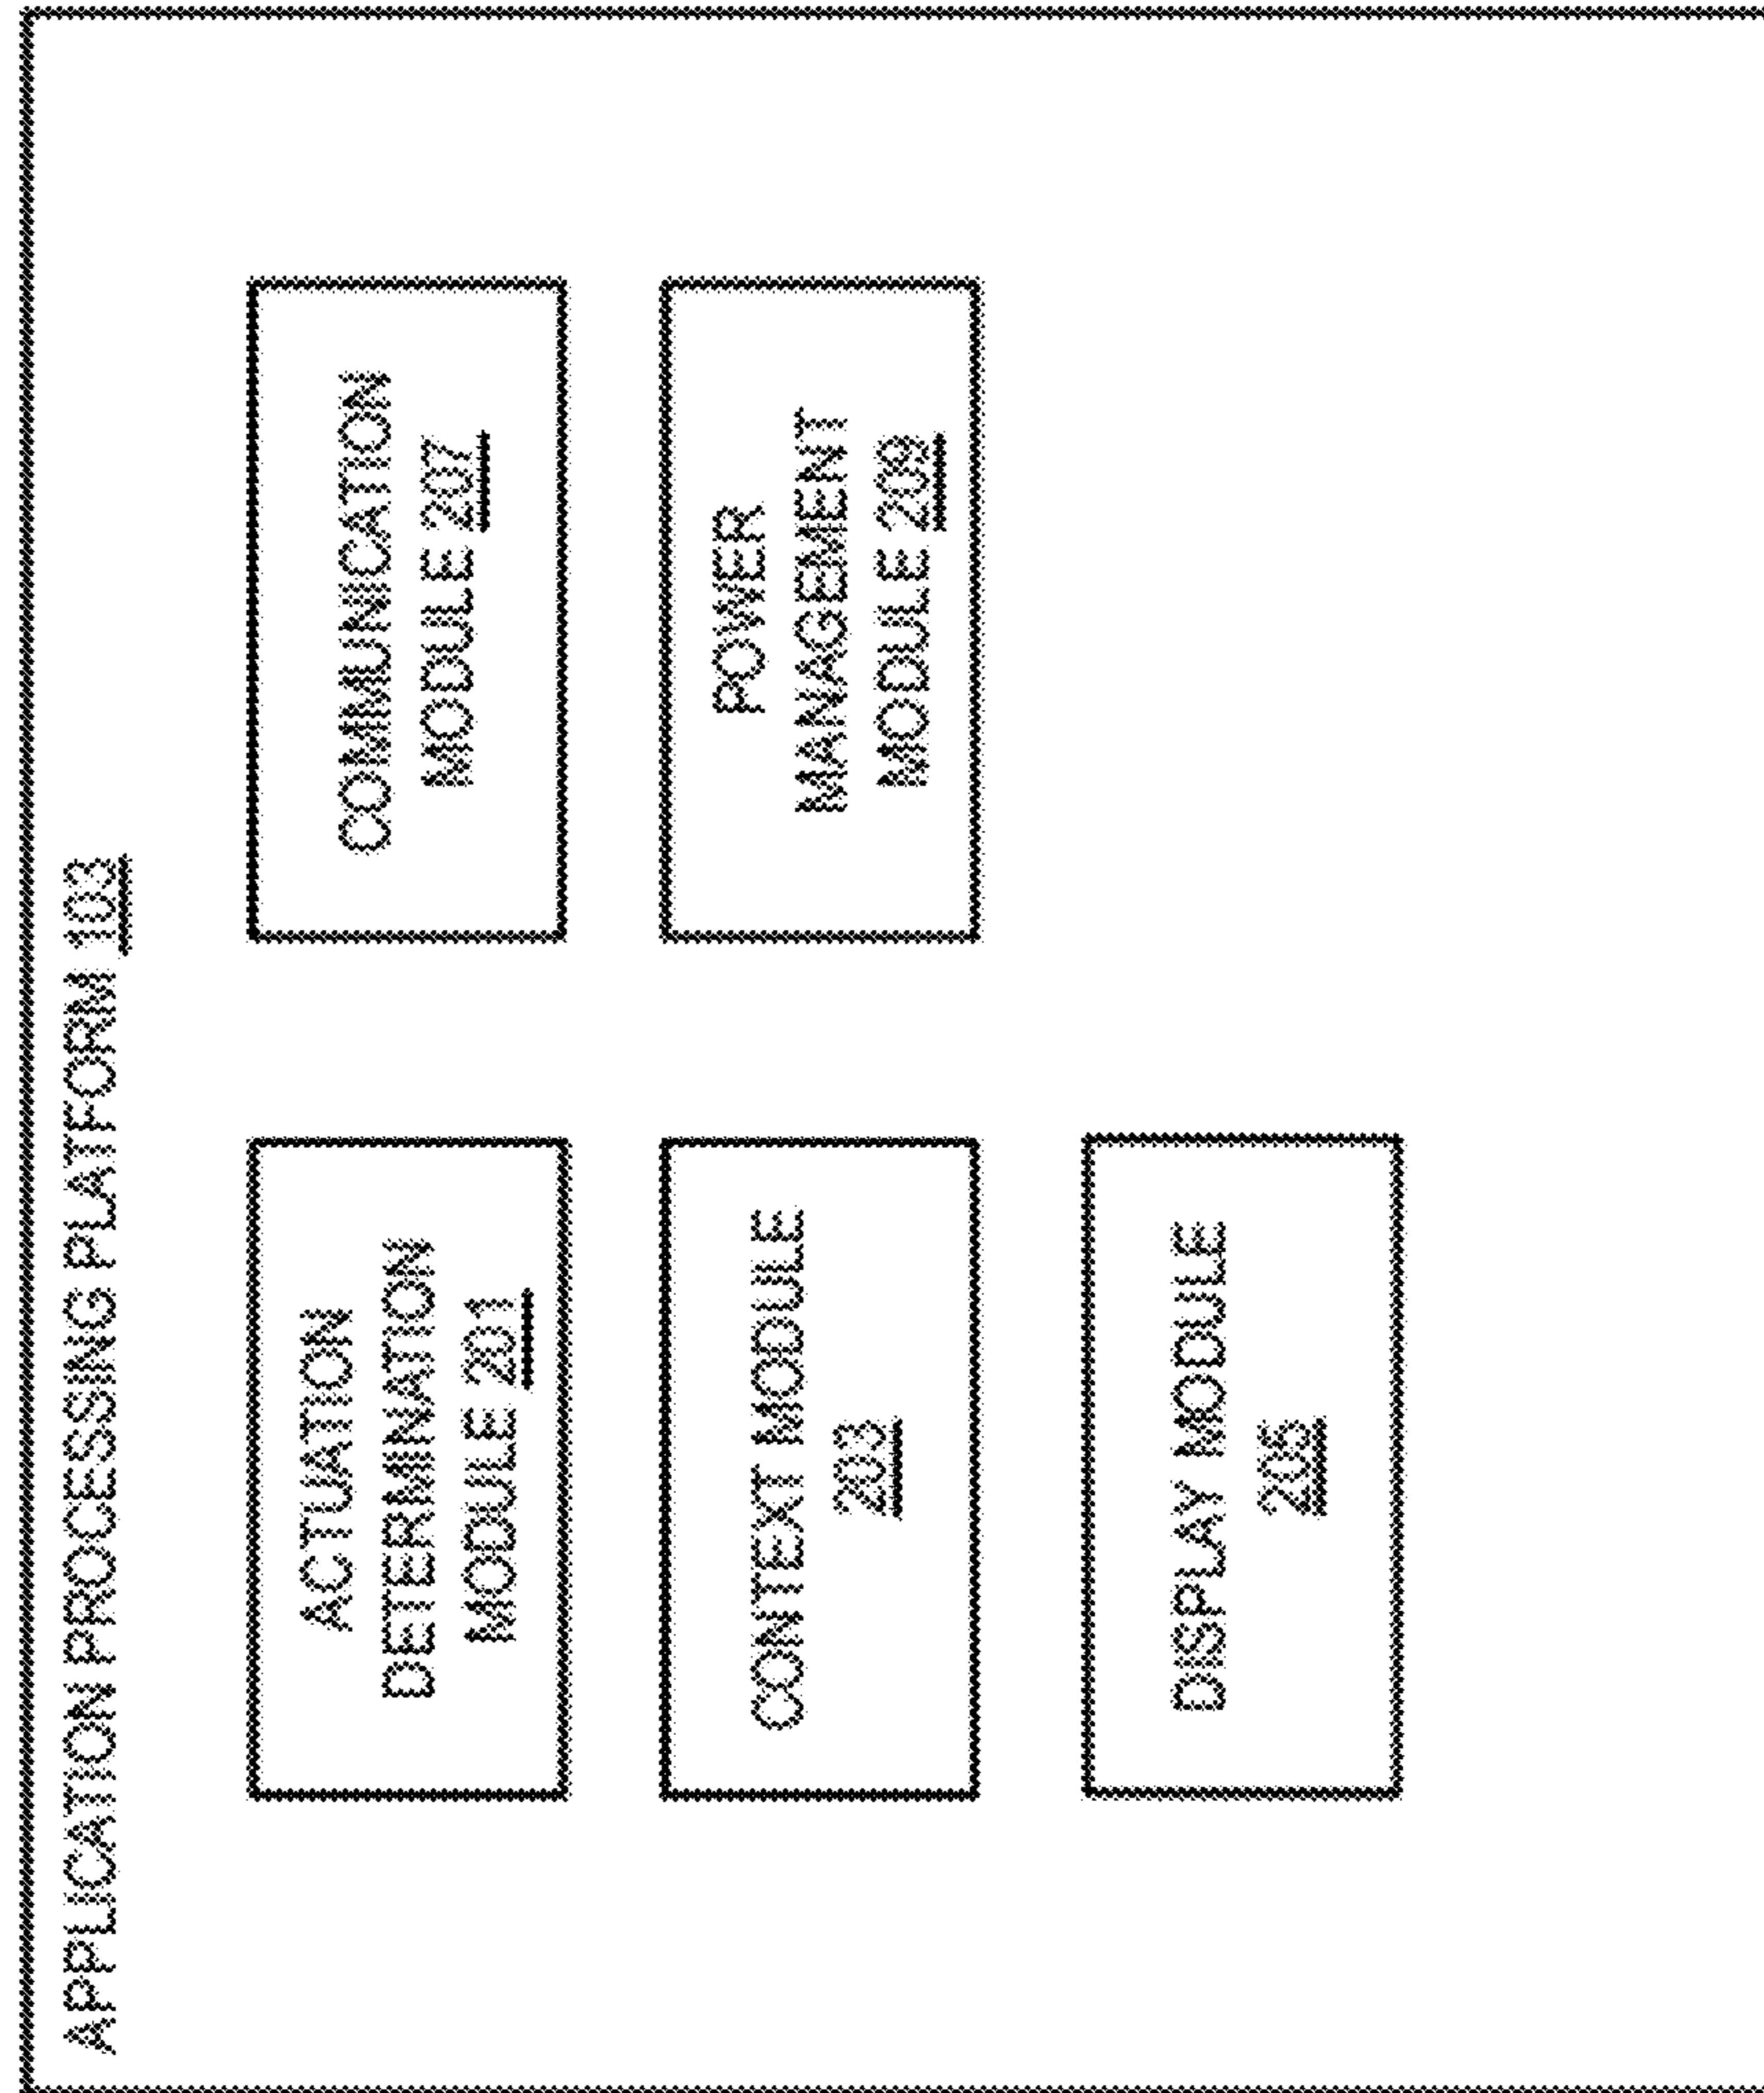 APPLICATION PROCESSING PLATFORM 103
ACTUATION
DETERMINATION
MODULE 201
CONTEXT MODULE
203
DISPLAY MODULE
205
COMMUNICATION
MODULE 207
POWER
MANAGEMENT
MODULE 209